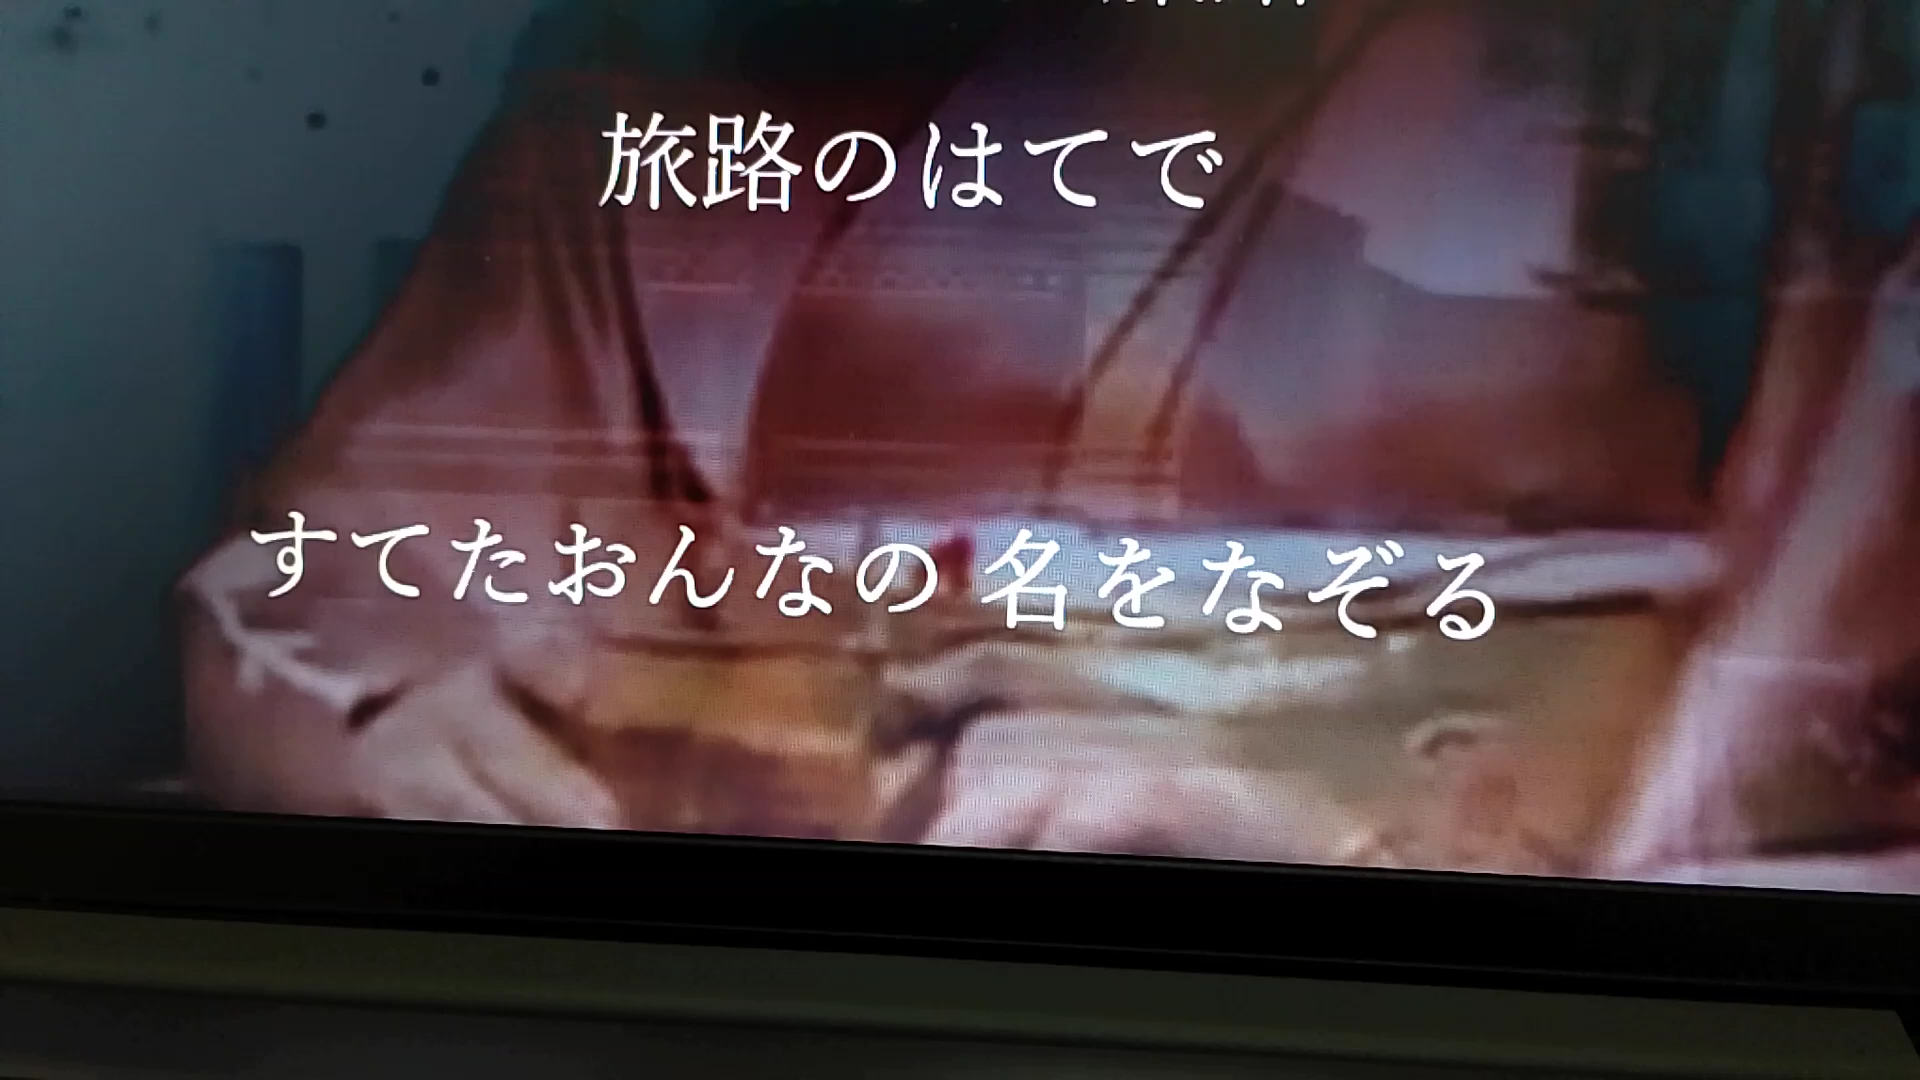 旅路のはてで
すてたおんなの 名をなぞる